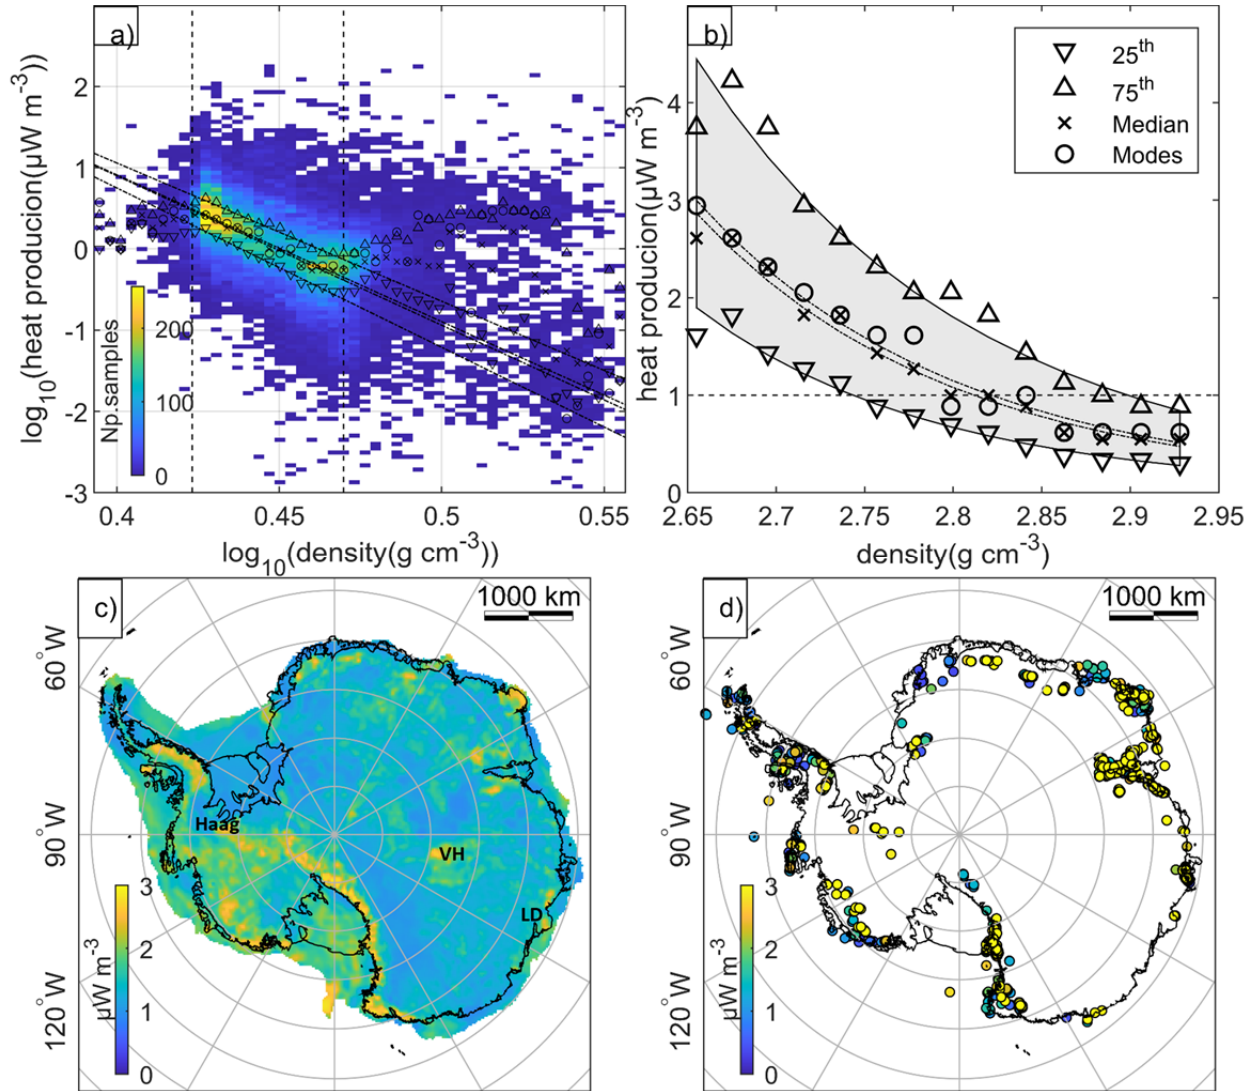 a)
log10(heat producion(µW m-3))
2
1
0
-1
-2
-3
200
100
0
Np.samples
0.4
0.45
0.5
0.55
log10(density(g cm-3))
b)
heat producion(µW m-3)
4
3
2
1
0
25th
75th
Median
Modes
2.65
2.7
2.75
2.8
2.85
2.9
2.95
density(g cm-3)
c)
1000 km
60°W
90°W
120°W
Haag
VH
LD
3
2
1
0
µW m-3
d)
1000 km
60°W
90°W
120°W
3
2
1
0
µW m-3